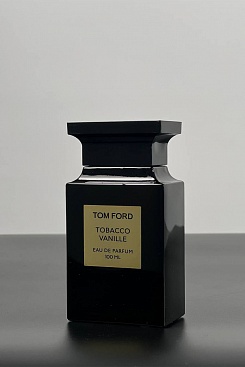 TOM FORD
TOBACCO
VANILLE
EAU DE PARFUM
100 ML